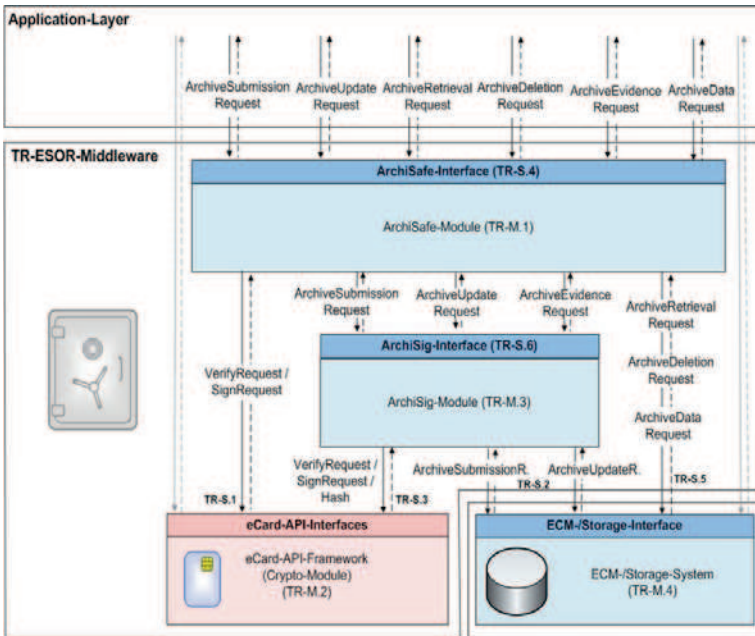 Application-Layer
ArchiveSubmission
Request
ArchiveUpdate
Request
ArchiveRetrieval
Request
ArchiveDeletion
Request
ArchiveEvidence
Request
ArchiveData
Request
TR-ESOR-Middleware
ArchiSafe-Interface (TR-S.4)
ArchiSafe-Module (TR-M.1)
ArchiveSubmission
Request
ArchiveUpdate
Request
ArchiveEvidence
Request
ArchiveRetrieval
Request
ArchiSig-Interface (TR-S.6)
ArchiSig-Module (TR-M.3)
VerifyRequest /
SignRequest
ArchiveDeletion
Request
ArchiveData
Request
VerifyRequest /
SignRequest /
Hash
ArchiveSubmissionR.
ArchiveUpdateR.
TR-S.1
TR-S.3
TR-S.2
TR-S.5
eCard-API-Interfaces
eCard-API-Framework
(Crypto-Module)
(TR-M.2)
ECM-/Storage-Interface
ECM-/Storage-System
(TR-M.4)